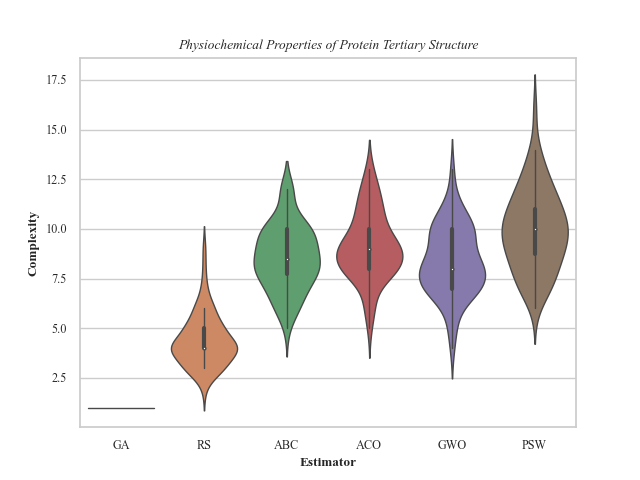 Physiochemical Properties of Protein Tertiary Structure
17.5
15.0
12.5
10.0
7.5
5.0
2.5
Complexity
GA RS ABC ACO GWO PSW
Estimator